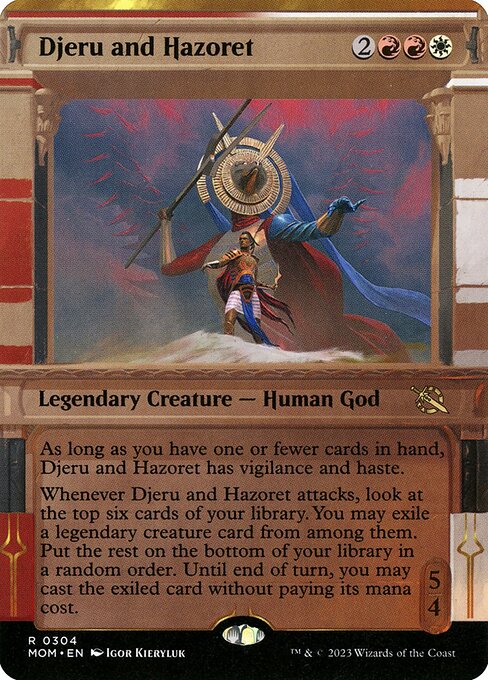 Djeru and Hazoret 2
Legendary Creature — Human God
As long as you have one or fewer cards in hand,
Djeru and Hazoret has vigilance and haste.
Whenever Djeru and Hazoret attacks, look at
the top six cards of your library. You may exile
a legendary creature card from among them.
Put the rest on the bottom of your library in
a random order. Until end of turn, you may
cast the exiled card without paying its mana
cost.
5
4
R 0304
MOM • EN Igor Kieryluk
™ & © 2023 Wizards of the Coast